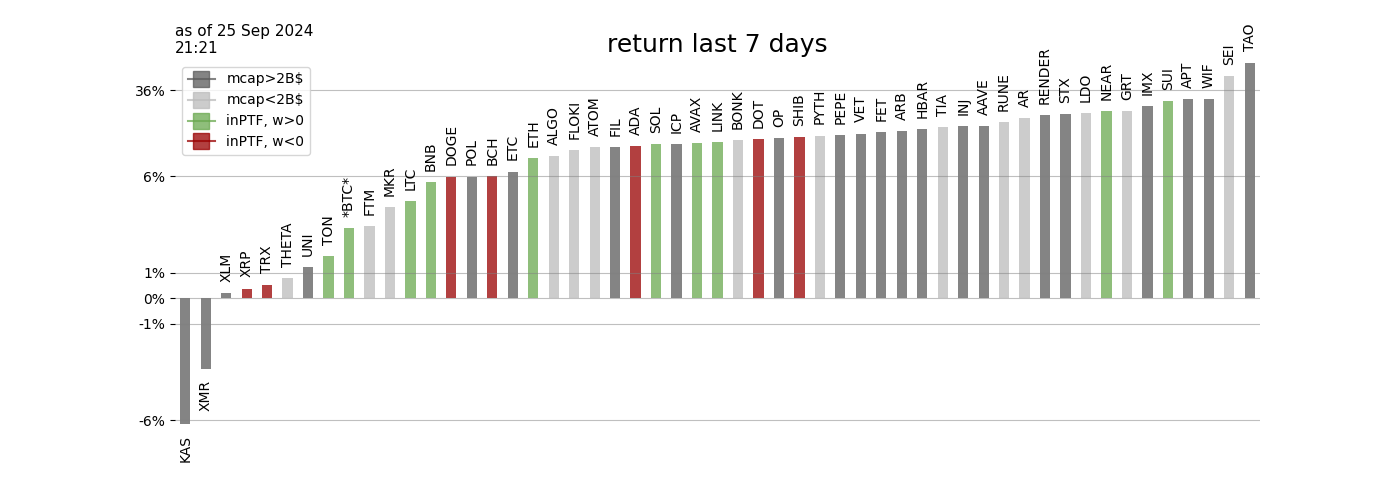 as of 25 Sep 2024
21:21
return last 7 days
mcap>2B$
mcap<2B$
inPTF, w>0
inPTF, w<0
36%
6%
1%
0%
-1%
-6%
KAS
XMR
XLM
XRP
TRX
THETA
UNI
TON
*BTC*
FTM
MKR
LTC
BNB
DOGE
POL
BCH
ETC
ETH
ALGO
FLOKI
ATOM
FIL
ADA
SOL
ICP
AVAX
LINK
BONK
DOT
OP
SHIB
PYTH
PEPE
VET
FET
ARB
HBAR
TIA
INJ
AAVE
RUNE
AR
RENDER
STX
LDO
NEAR
GRT
IMX
SUI
APT
WIF
SEI
TAO